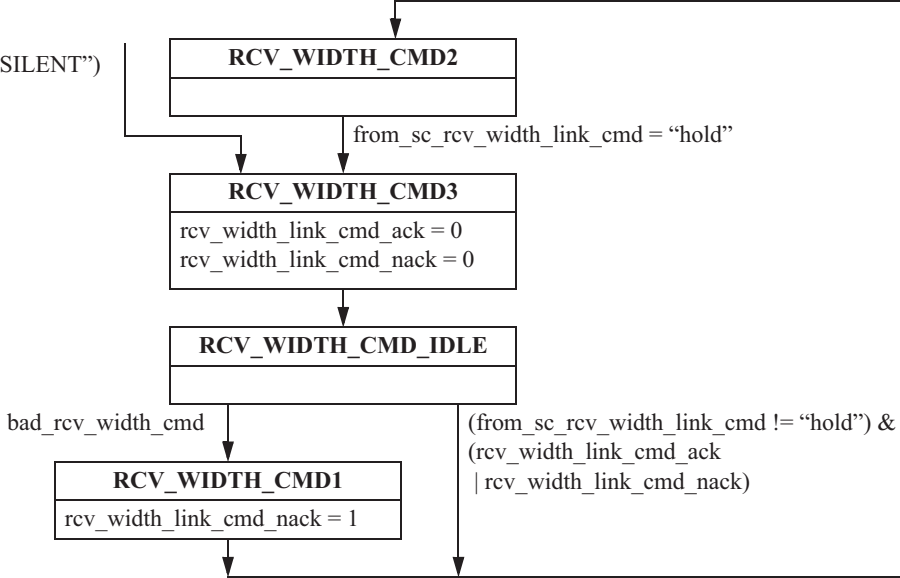 RCV_WIDTH_CMD2
SILENT”)
from_sc_rcv_width_link_cmd = “hold”
RCV_WIDTH_CMD3
rcv_width_link_cmd_ack = 0
rcv_width_link_cmd_nack = 0
RCV_WIDTH_CMD_IDLE
bad_rcv_width_cmd
(from_sc_rcv_width_link_cmd != “hold”) &
(rcv_width_link_cmd_ack
| rcv_width_link_cmd_nack)
RCV_WIDTH_CMD1
rcv_width_link_cmd_nack = 1